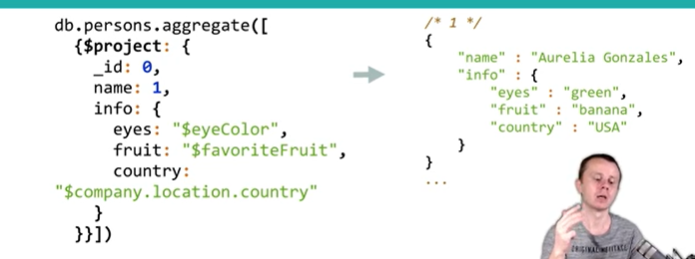 db.persons.aggregate([
{$project: {
_id: 0,
name: 1,
info: {
eyes: "$eyeColor",
fruit: "$favoriteFruit",
country:
"$company.location.country"
}
}}])
/* 1 */
{
"name" : "Aurelia Gonzales",
"info" : {
"eyes" : "green",
"fruit" : "banana",
"country" : "USA"
}
}
...